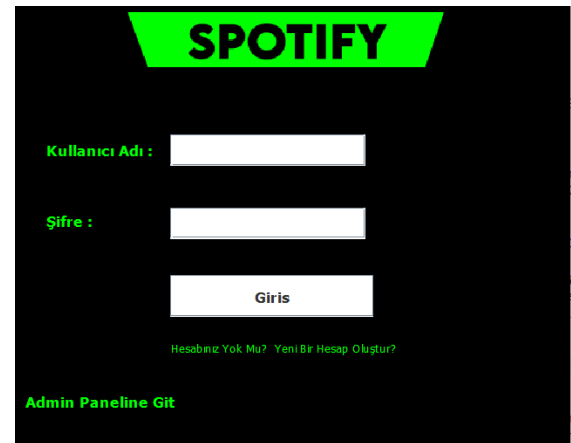 SPOTIFY
Kullanıcı Adı :
Şifre :
Giris
Hesabınız Yok Mu? Yeni Bir Hesap Oluştur?
Admin Paneline Git